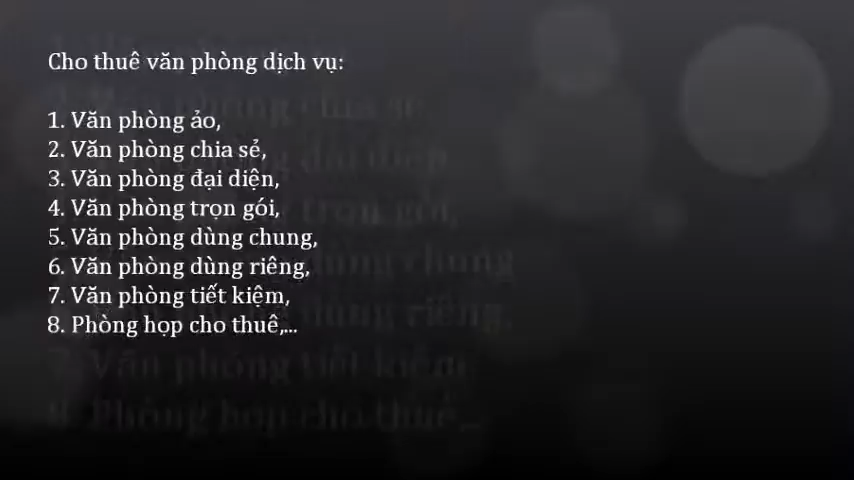 Cho thuê văn phòng dịch vụ:
1. Văn phòng ảo,
2. Văn phòng chia sẻ,
3. Văn phòng đại diện,
4. Văn phòng trọn gói,
5. Văn phòng dùng chung,
6. Văn phòng dùng riêng,
7. Văn phòng tiết kiệm,
8. Phòng họp cho thuê,...